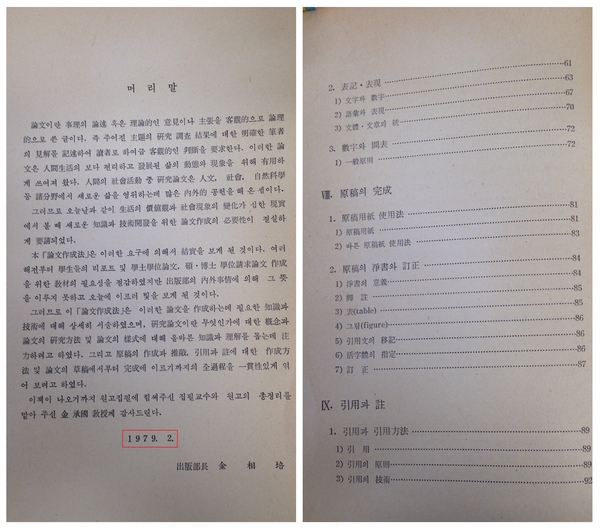 머 리 말
論文이란 事理의 論述 혹은 理論的인 意見이나 主張을 客觀的으로 論理
的으로 쓴 글이다. 즉 주어진 主題의 硏究 調査 結果에 대한 明確한 筆者
의 見解를 記述하여 讀者로 하여금 客觀的인 判斷을 要求한다. 이러한 論
文은 人間生活의 보다 편리하고 發展된 삶의 動態와 現象을 위해 有用하
게 쓰여져 왔다. 人間의 社會活動 중 硏究論文은 人文, 社會, 自然科學
등 諸分野에서 새로운 삶을 영위하는데 많은 內外的 공헌을 해 온 셈이다.
그러므로 오늘날과 같이 生活의 價値觀과 社會現象의 變化가 심한 現實
에서 볼 때 새로운 知識과 技術開發을 위한 論文作成의 必要性이 절실하
게 要請되었다.
本「論文作成法」은 이러한 요구에 의해서 結實을 보게 된 것이다. 여러
해전부터 學生들의 리포트 및 學士學位論文, 碩·博士 學位請求論文 作成
을 위한 敎材의 필요성을 절감하였지만 出版部의 內外事情에 의해 그 뜻
을 이루지 못하고 오늘에 이르러 빛을 보게 된 것이다.
그러므로 이「論文作成法」은 이러한 論文을 作成하는데 필요한 知識과
技術에 대해 상세히 서술하였으며, 硏究論文이란 무엇인가에 대한 槪念과
論文의 硏究方法 및 論文의 樣式에 대해 올바른 知識과 理解를 돕는데 注
力하려고 하였다. 그리고 原稿의 作成과 推敲, 引用과 註에 대한 作成方
法 및 論文의 草稿에서부터 完成에 이르기까지의 全過程을 一貫性있게 엮
어 보려고 하였다.
이책이 나오기까지 원고집필에 힘써주신 집필교수와 원고의 총정리를
맡아 주신 金承國 敎授께 감사드린다.
1979. 2.
出版部長 金 相 培
61
2. 表記·表現 63
1) 文字와 數字 67
2) 語彙와 表現 70
3) 文體·文章의 統
3. 數字와 圖表 72
1) 一般原則 72
Ⅷ. 原稿의 完成
1. 原稿用紙 使用法 81
1) 原稿用紙 81
2) 바른 原稿紙 使用法 83
2. 原稿의 淨書와 訂正 84
1) 淨書의 意義 84
2) 轉 註 85
3) 表(table) 85
4) 그림(figure) 86
5) 引用文의 移記 86
6) 活字體의 指定 86
7) 訂 正 87
Ⅸ. 引用과 註
1. 引用과 引用方法 89
1) 引 用 89
2) 引用의 原則 89
3) 引用의 技術 92